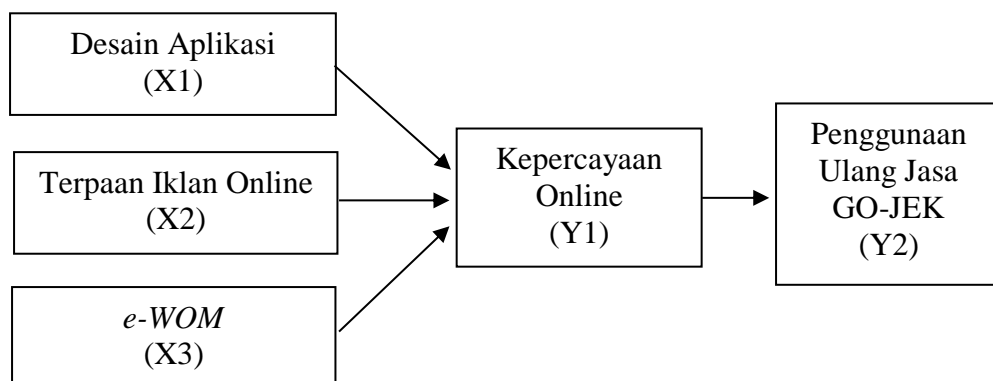 Desain Aplikasi
(X1)
Terpaan Iklan Online
(X2)
e-WOM
(X3)
Kepercayaan
Online
(Y1)
Penggunaan
Ulang Jasa
GO-JEK
(Y2)